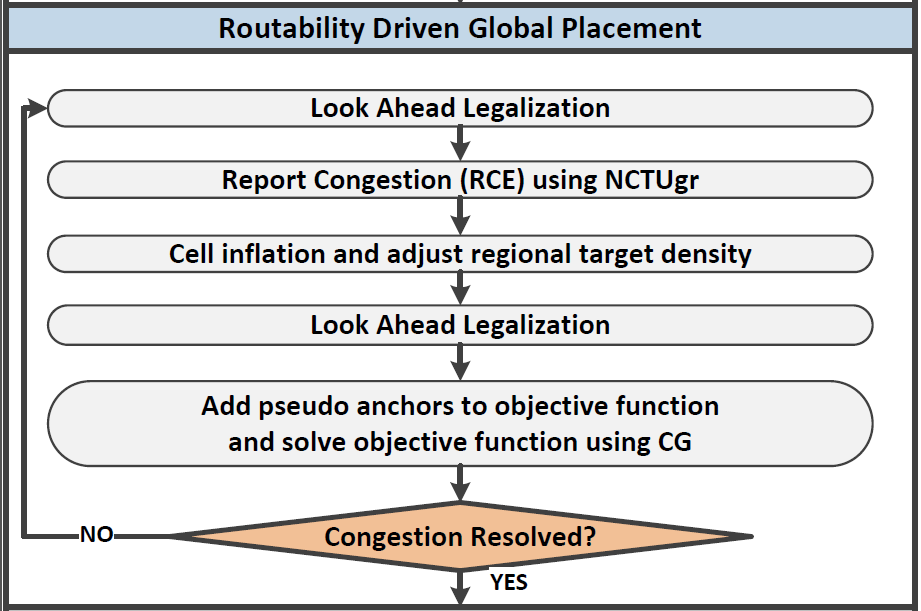 Routability Driven Global Placement
Look Ahead Legalization
Report Congestion (RCE) using NCTUgr
Cell inflation and adjust regional target density
Look Ahead Legalization
Add pseudo anchors to objective function
and solve objective function using CG
Congestion Resolved?
NO
YES